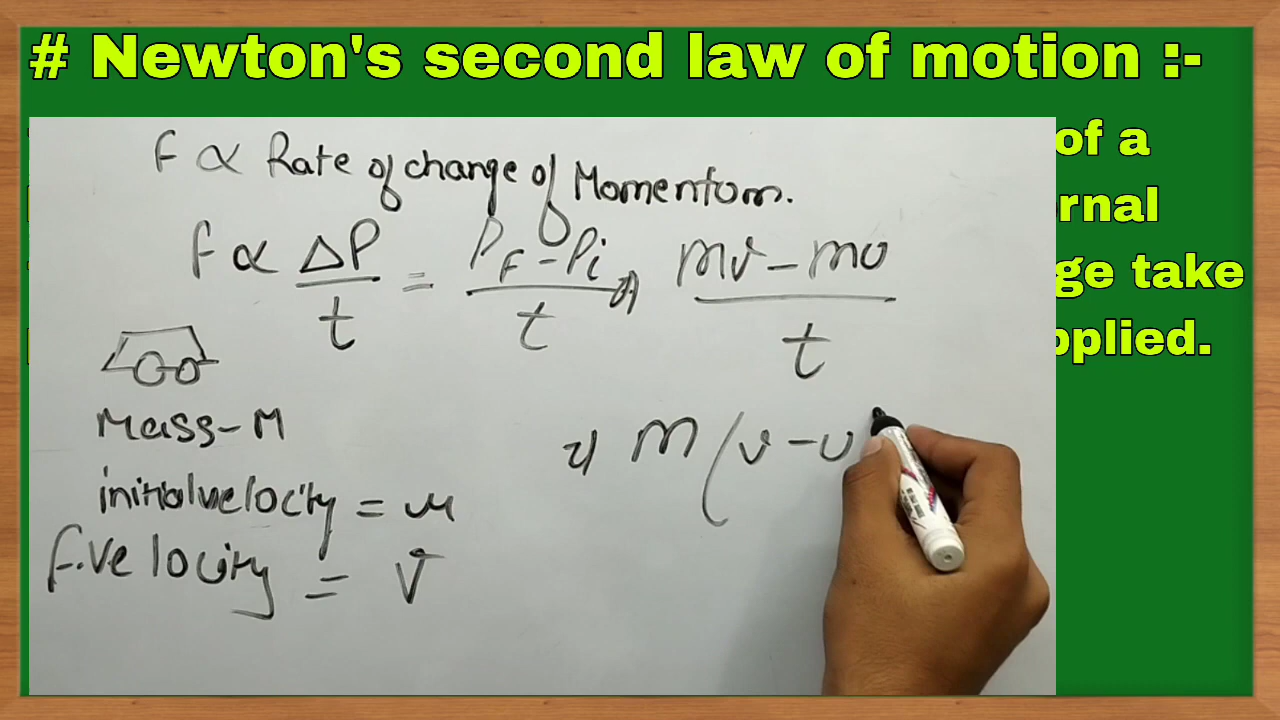 # Newton's second law of motion :-
of a
rnal
ge take
pplied.
F ∝ Rate of change of Momentum.
F ∝ ΔP/t = PF - Pi/t ⇒ mv - mu/t
Mass - M
initial velocity = u
f. velocity = v
⇒ m(v - u